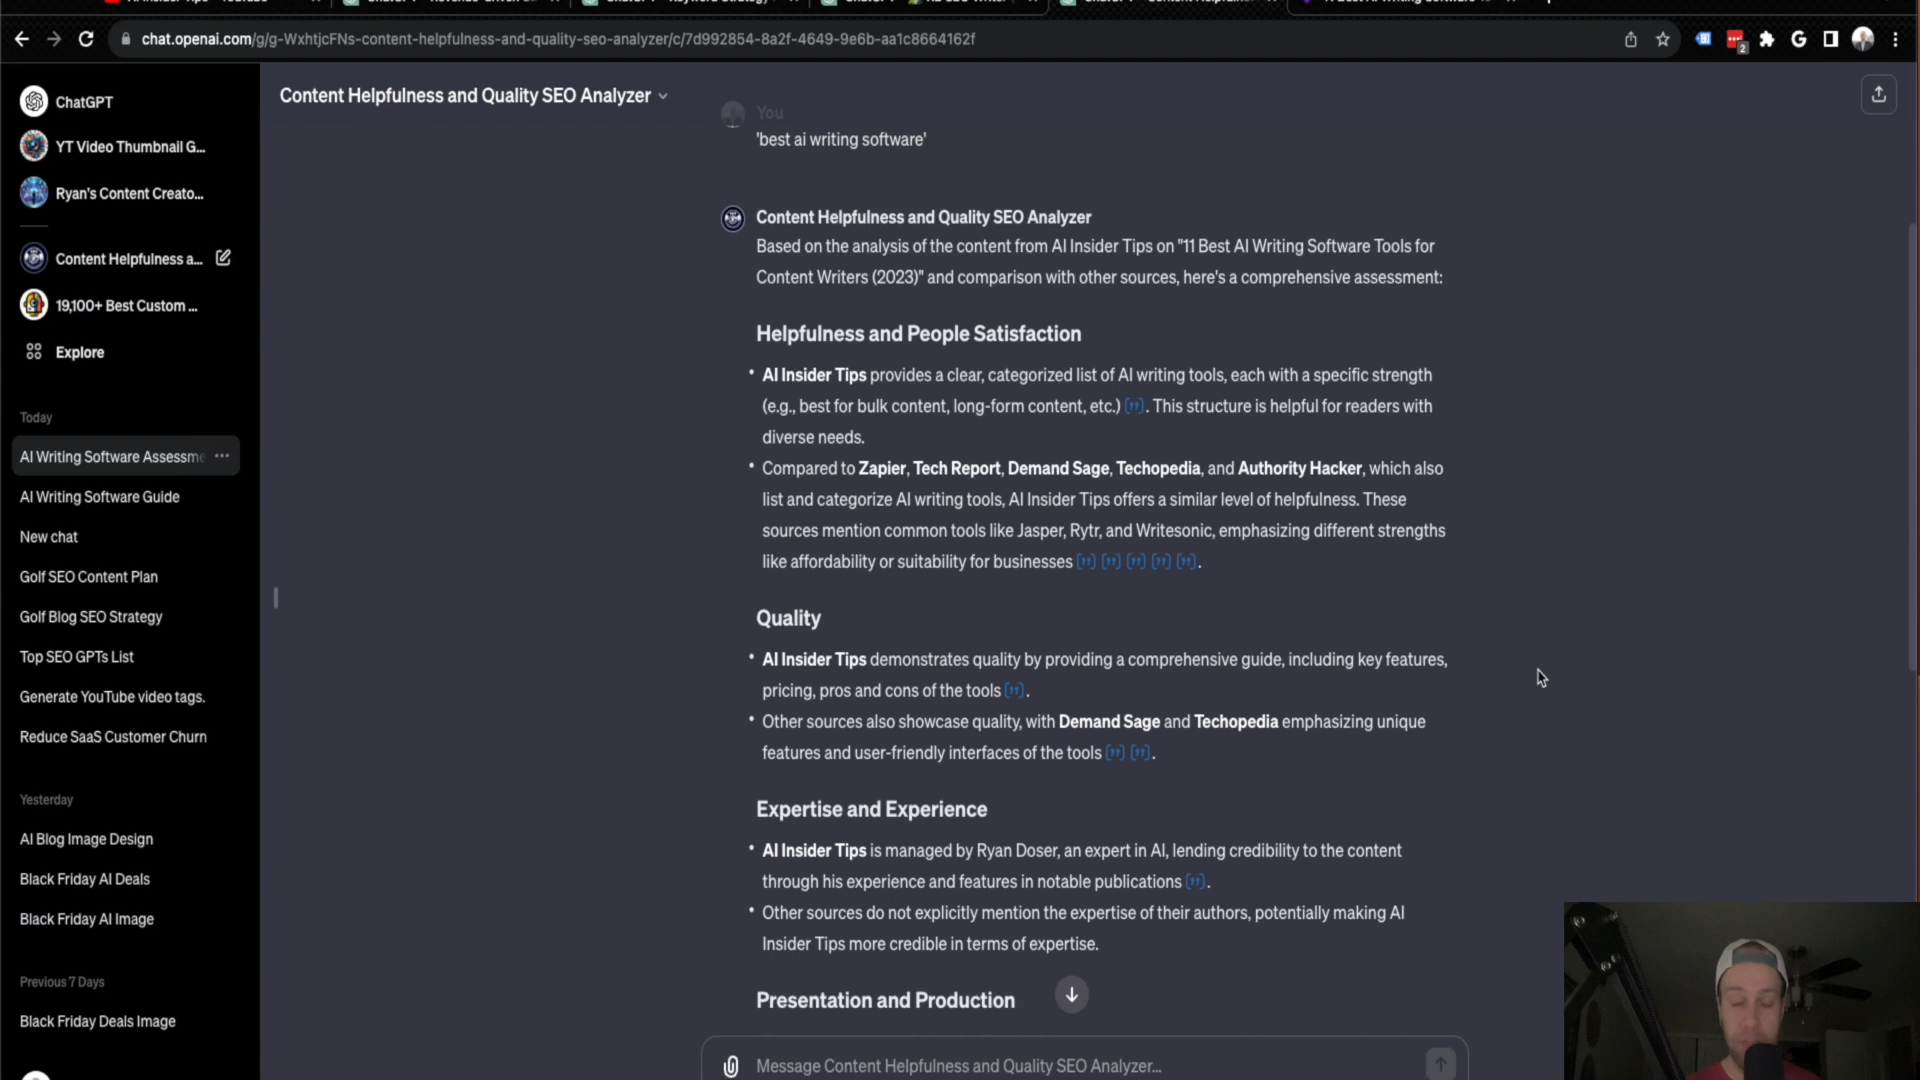 chat.openai.com/g/g-WxhtjcFNs-content-helpfulness-and-quality-seo-analyzer/c/7d992854-8a2f-4649-9e6b-aa1c8664162f
2
ChatGPT
YT Video Thumbnail G...
Ryan's Content Creato...
Content Helpfulness a...
19,100+ Best Custom ...
Explore
Today
AI Writing Software Assessme
AI Writing Software Guide
New chat
Golf SEO Content Plan
Golf Blog SEO Strategy
Top SEO GPTs List
Generate YouTube video tags.
Reduce SaaS Customer Churn
Yesterday
AI Blog Image Design
Black Friday AI Deals
Black Friday AI Image
Previous 7 Days
Black Friday Deals Image
Content Helpfulness and Quality SEO Analyzer
You
'best ai writing software'
Content Helpfulness and Quality SEO Analyzer
Based on the analysis of the content from AI Insider Tips on "11 Best AI Writing Software Tools for
Content Writers (2023)" and comparison with other sources, here's a comprehensive assessment:
Helpfulness and People Satisfaction
• AI Insider Tips provides a clear, categorized list of AI writing tools, each with a specific strength
(e.g., best for bulk content, long-form content, etc.) ["]. This structure is helpful for readers with
diverse needs.
• Compared to Zapier, Tech Report, Demand Sage, Techopedia, and Authority Hacker, which also
list and categorize AI writing tools, AI Insider Tips offers a similar level of helpfulness. These
sources mention common tools like Jasper, Rytr, and Writesonic, emphasizing different strengths
like affordability or suitability for businesses ["] ["] ["] ["] ["].
Quality
• AI Insider Tips demonstrates quality by providing a comprehensive guide, including key features,
pricing, pros and cons of the tools ["].
• Other sources also showcase quality, with Demand Sage and Techopedia emphasizing unique
features and user-friendly interfaces of the tools ["] ["].
Expertise and Experience
• AI Insider Tips is managed by Ryan Doser, an expert in AI, lending credibility to the content
through his experience and features in notable publications ["].
• Other sources do not explicitly mention the expertise of their authors, potentially making AI
Insider Tips more credible in terms of expertise.
Presentation and Production
Message Content Helpfulness and Quality SEO Analyzer...